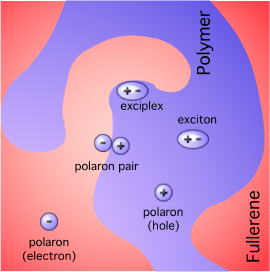 Polymer
+ -
exciplex
exciton
+ -
- +
polaron pair
+
polaron
(hole)
-
polaron
(electron)
Fullerene